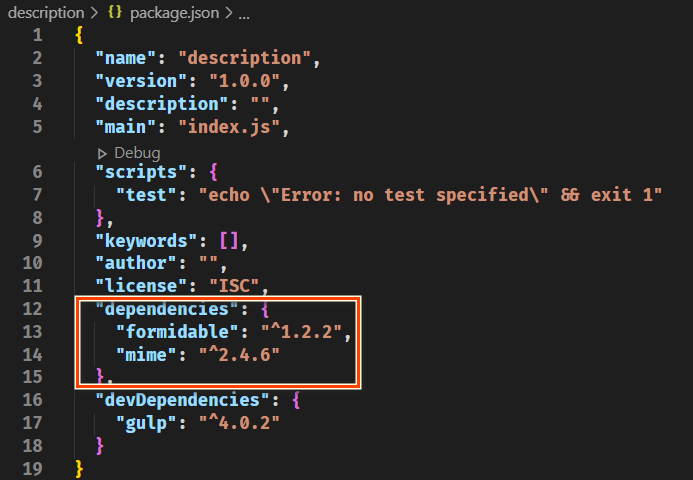 description > {} package.json > ...
1 {
2 "name": "description",
3 "version": "1.0.0",
4 "description": "",
5 "main": "index.js",
Debug
6 "scripts": {
7 "test": "echo \"Error: no test specified\" && exit 1"
8 },
9 "keywords": [],
10 "author": "",
11 "license": "ISC",
12 "dependencies": {
13 "formidable": "^1.2.2",
14 "mime": "^2.4.6"
15 },
16 "devDependencies": {
17 "gulp": "^4.0.2"
18 }
19 }